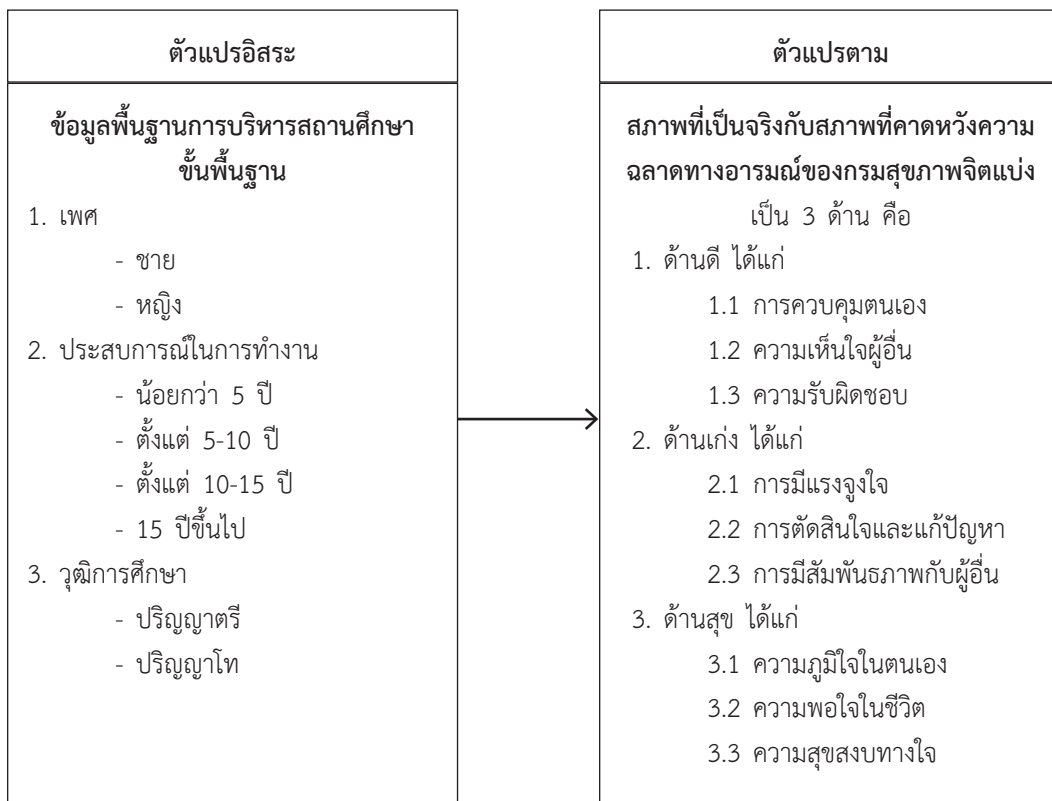 ตัวแปรอิสระ
ข้อมูลพื้นฐานการบริหารสถานศึกษา
ขั้นพื้นฐาน
1. เพศ
- ชาย
- หญิง
2. ประสบการณ์ในการทำงาน
- น้อยกว่า 5 ปี
- ตั้งแต่ 5-10 ปี
- ตั้งแต่ 10-15 ปี
- 15 ปีขึ้นไป
3. วุฒิการศึกษา
- ปริญญาตรี
- ปริญญาโท
ตัวแปรตาม
สภาพที่เป็นจริงกับสภาพที่คาดหวังความ
ฉลาดทางอารมณ์ของกรมสุขภาพจิตแบ่ง
เป็น 3 ด้าน คือ
1. ด้านดี ได้แก่
1.1 การควบคุมตนเอง
1.2 ความเห็นใจผู้อื่น
1.3 ความรับผิดชอบ
2. ด้านเก่ง ได้แก่
2.1 การมีแรงจูงใจ
2.2 การตัดสินใจและแก้ปัญหา
2.3 การมีสัมพันธภาพกับผู้อื่น
3. ด้านสุข ได้แก่
3.1 ความภูมิใจในตนเอง
3.2 ความพอใจในชีวิต
3.3 ความสุขสงบทางใจ